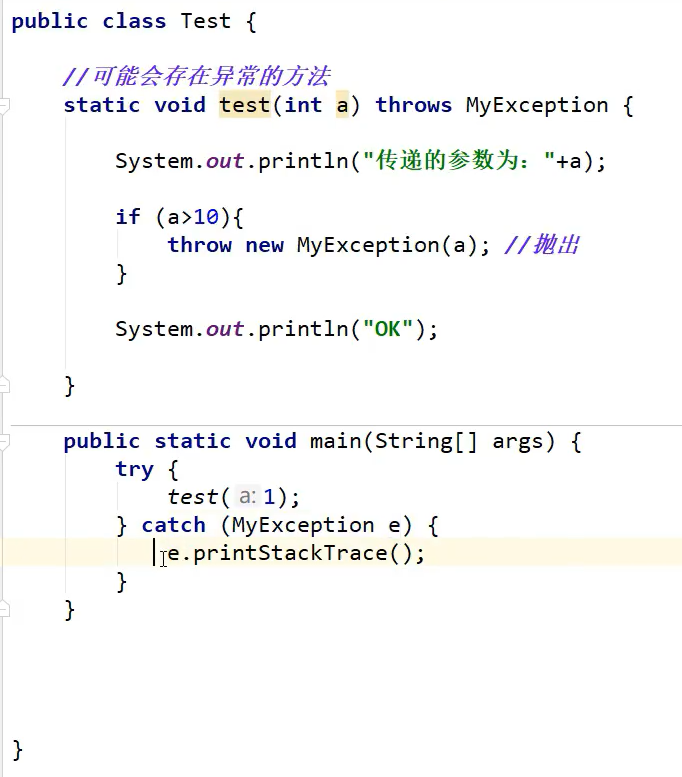 public class Test {
//可能会存在异常的方法
static void test(int a) throws MyException {
System.out.println("传递的参数为："+a);
if (a>10){
throw new MyException(a); //抛出
}
System.out.println("OK");
}
public static void main(String[] args) {
try {
test( a: 1);
} catch (MyException e) {
e.printStackTrace();
}
}
}